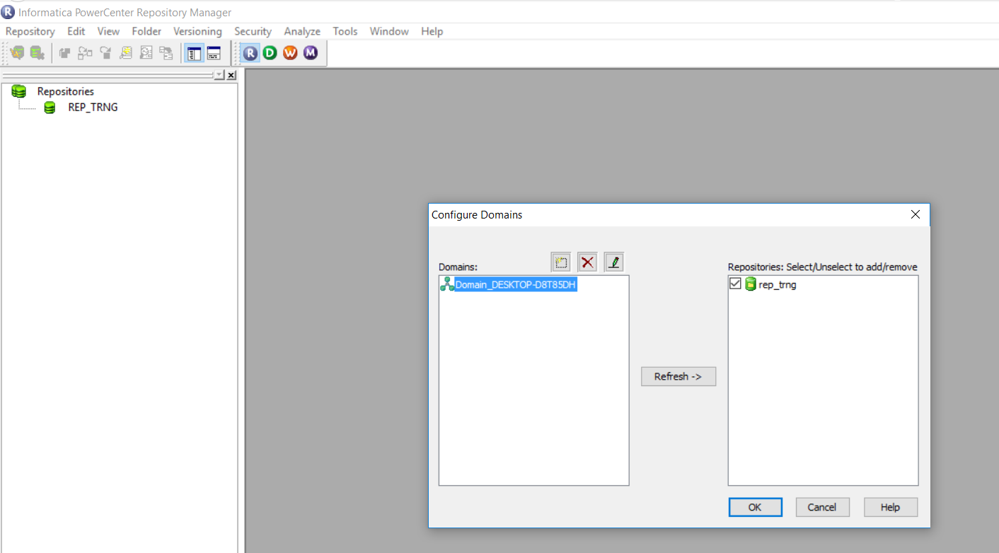 Informatica PowerCenter Repository Manager
Repository Edit View Folder Versioning Security Analyze Tools Window Help
R D W M
Repositories
REP_TRNG
Configure Domains
Domains:
Domain_DESKTOP-D8T85DH
Refresh ->
Repositories: Select/Unselect to add/remove
rep_trng
OK Cancel Help